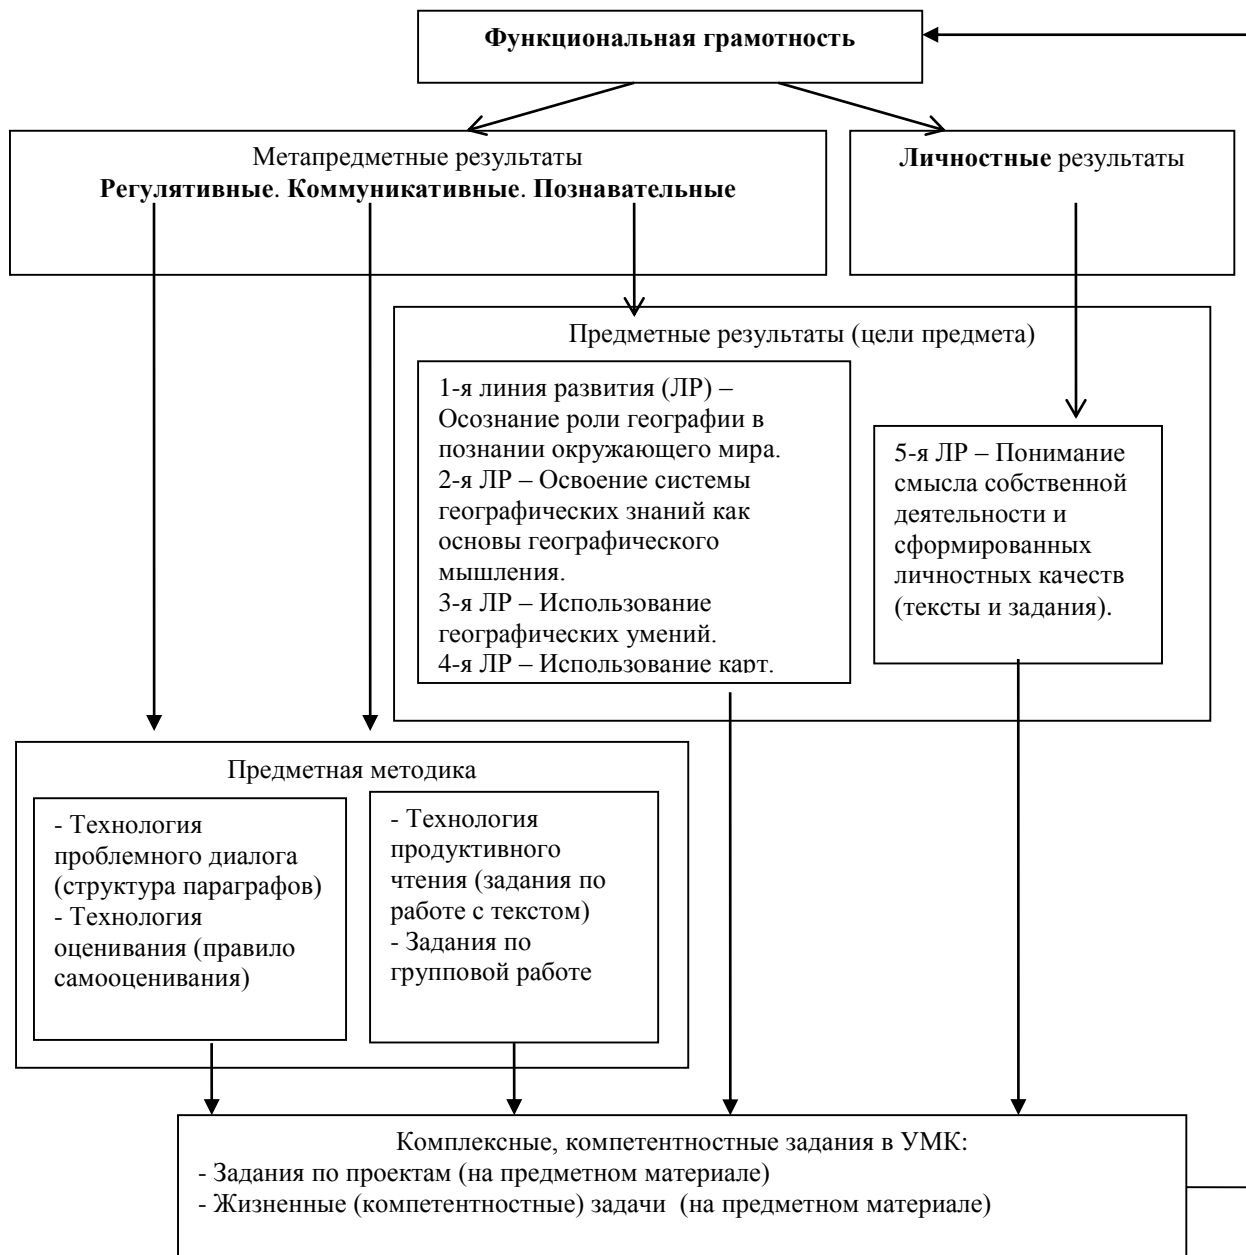 Функциональная грамотность
Метапредметные результаты
Регулятивные. Коммуникативные. Познавательные
Личностные результаты
Предметные результаты (цели предмета)
1-я линия развития (ЛР) –
Осознание роли географии в
познании окружающего мира.
2-я ЛР – Освоение системы
географических знаний как
основы географического
мышления.
3-я ЛР – Использование
географических умений.
4-я ЛР – Использование карт.
5-я ЛР – Понимание
смысла собственной
деятельности и
сформированных
личностных качеств
(тексты и задания).
Предметная методика
- Технология
проблемного диалога
(структура параграфов)
- Технология
оценивания (правило
самооценивания)
- Технология
продуктивного
чтения (задания по
работе с текстом)
- Задания по
групповой работе
Комплексные, компетентностные задания в УМК:
- Задания по проектам (на предметном материале)
- Жизненные (компетентностные) задачи  (на предметном материале)